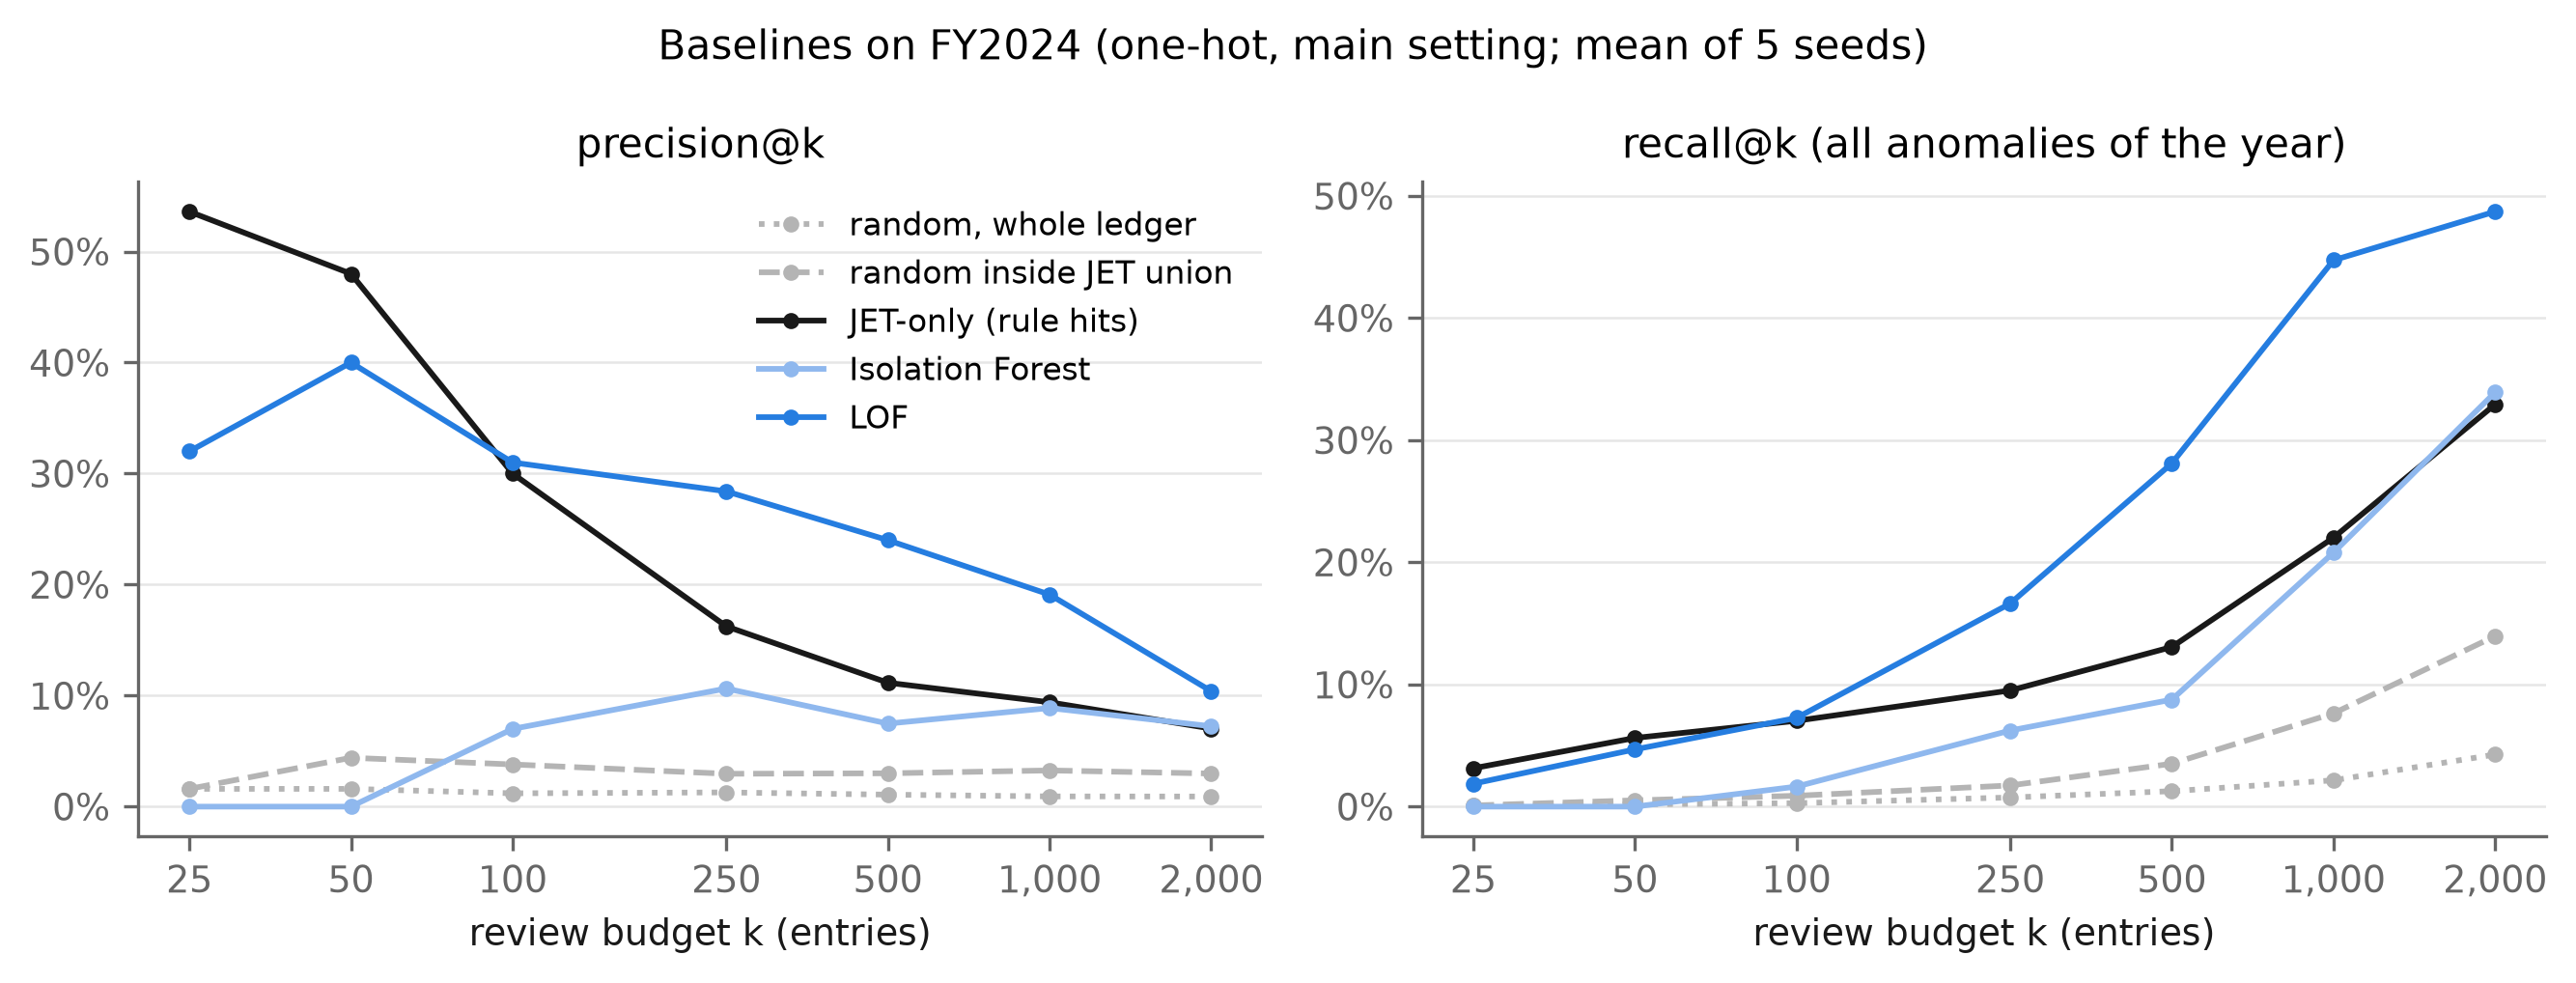 Baselines on FY2024 (one-hot, main setting; mean of 5 seeds)
precision@k
random, whole ledger
random inside JET union
JET-only (rule hits)
Isolation Forest
LOF
50%
40%
30%
20%
10%
0%
25 50 100 250 500 1,000 2,000
review budget k (entries)
recall@k (all anomalies of the year)
50%
40%
30%
20%
10%
0%
25 50 100 250 500 1,000 2,000
review budget k (entries)